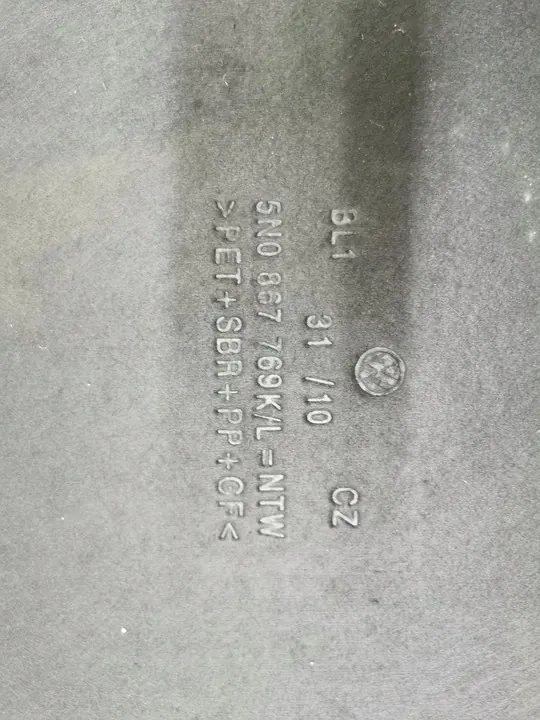 BL1 CZ
31 /10
5N0 867 769K/L=NTW
>PET+SBR+PP+CF<